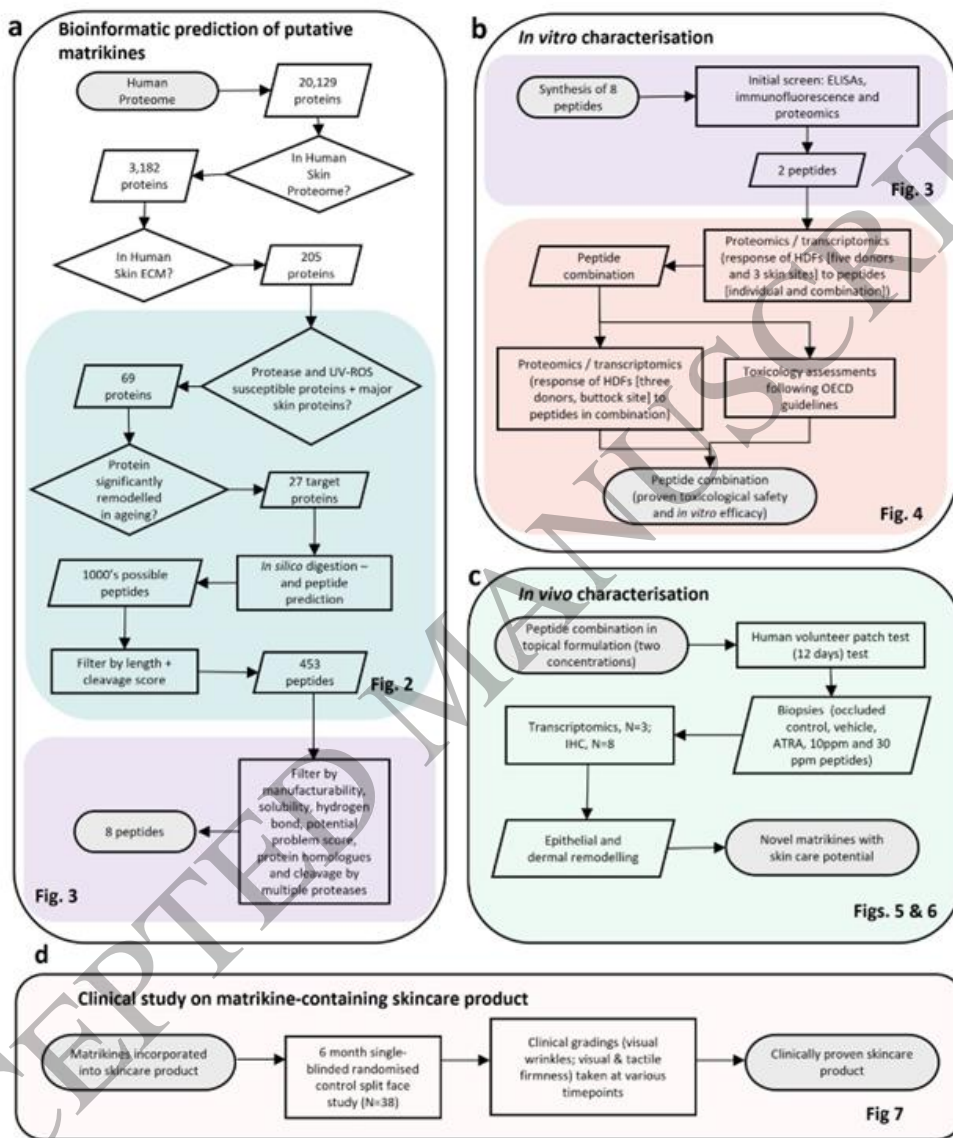 a
Bioinformatic prediction of putative
matrikines
Human
Proteome
20,129
proteins
In Human
Skin
Proteome?
3,182
proteins
In Human
Skin ECM?
205
proteins
Protease and UV-ROS
susceptible proteins + major
skin proteins?
69
proteins
Protein
significantly
remodelled
in ageing?
27 target
proteins
In silico digestion –
and peptide
prediction
1000's possible
peptides
Filter by length +
cleavage score
453
peptides
Fig. 2
Filter by
manufacturability,
solubility, hydrogen
bond, potential
problem score,
protein homologues
and cleavage by
multiple proteases
8 peptides
Fig. 3
b
In vitro characterisation
Synthesis of 8
peptides
Initial screen: ELISAs,
immunofluorescence and
proteomics
2 peptides
Fig. 3
Proteomics / transcriptomics
(response of HDFs [five donors
and 3 skin sites] to peptides
[individual and combination])
Peptide
combination
Proteomics / transcriptomics
(response of HDFs [three
donors, buttock site] to
peptides in combination)
Toxicology assessments
following OECD
guidelines
Peptide combination
(proven toxicological safety
and in vitro efficacy)
Fig. 4
c
In vivo characterisation
Peptide combination in
topical formulation (two
concentrations)
Human volunteer patch test
(12 days) test
Biopsies (occluded
control, vehicle,
ATRA, 10ppm and 30
ppm peptides)
Transcriptomics, N=3;
IHC, N=8
Epithelial and
dermal remodelling
Novel matrikines with
skin care potential
Figs. 5 & 6
d
Clinical study on matrikine-containing skincare product
Matrikines incorporated
into skincare product
6 month single-
blinded randomised
control split face
study (N=38)
Clinical gradings (visual
wrinkles; visual & tactile
firmness) taken at various
timepoints
Clinically proven skincare
product
Fig 7
CEPTED MANUSCRIP